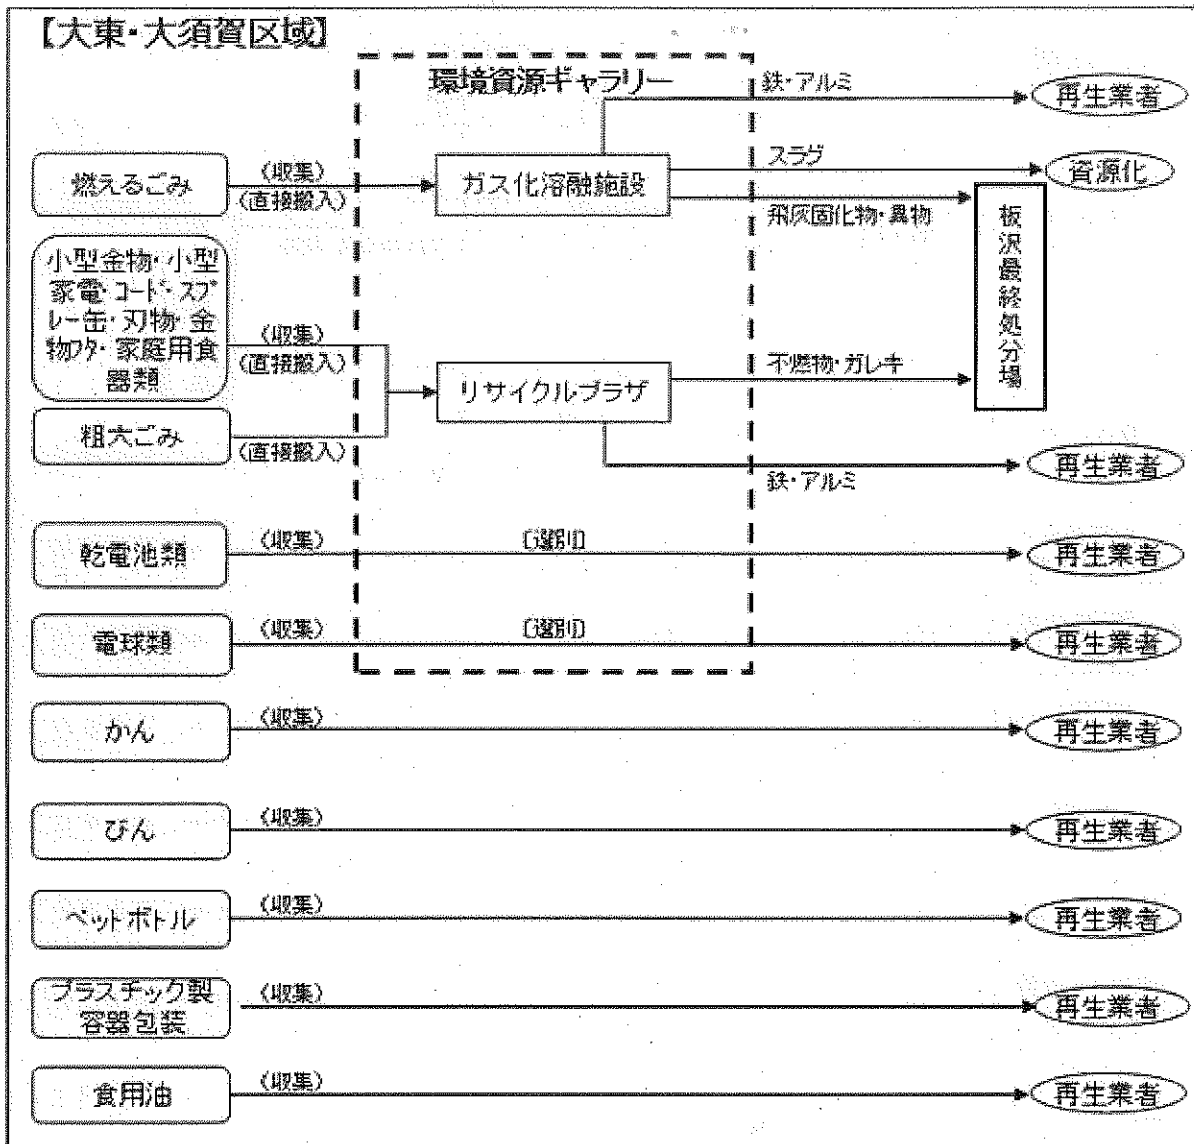 【大東・大須賀区域】
環境資源ギャラリー
鉄・アルミ
再生業者
燃えるごみ
(収集)
(直接搬入)
ガス化溶融施設
スラグ
資源化
飛灰固化物・異物
板沢最終処分場
小型金物・小型
家電・コード・スプ
レー缶・刃物・金
物フタ・家庭用食
器類
(収集)
(直接搬入)
リサイクルプラザ
不燃物・ガレキ
粗大ごみ
(直接搬入)
鉄・アルミ
再生業者
乾電池類
(収集)
[選別]
再生業者
電球類
(収集)
[選別]
再生業者
かん
(収集)
再生業者
びん
(収集)
再生業者
ペットボトル
(収集)
再生業者
プラスチック製
容器包装
(収集)
再生業者
食用油
(収集)
再生業者